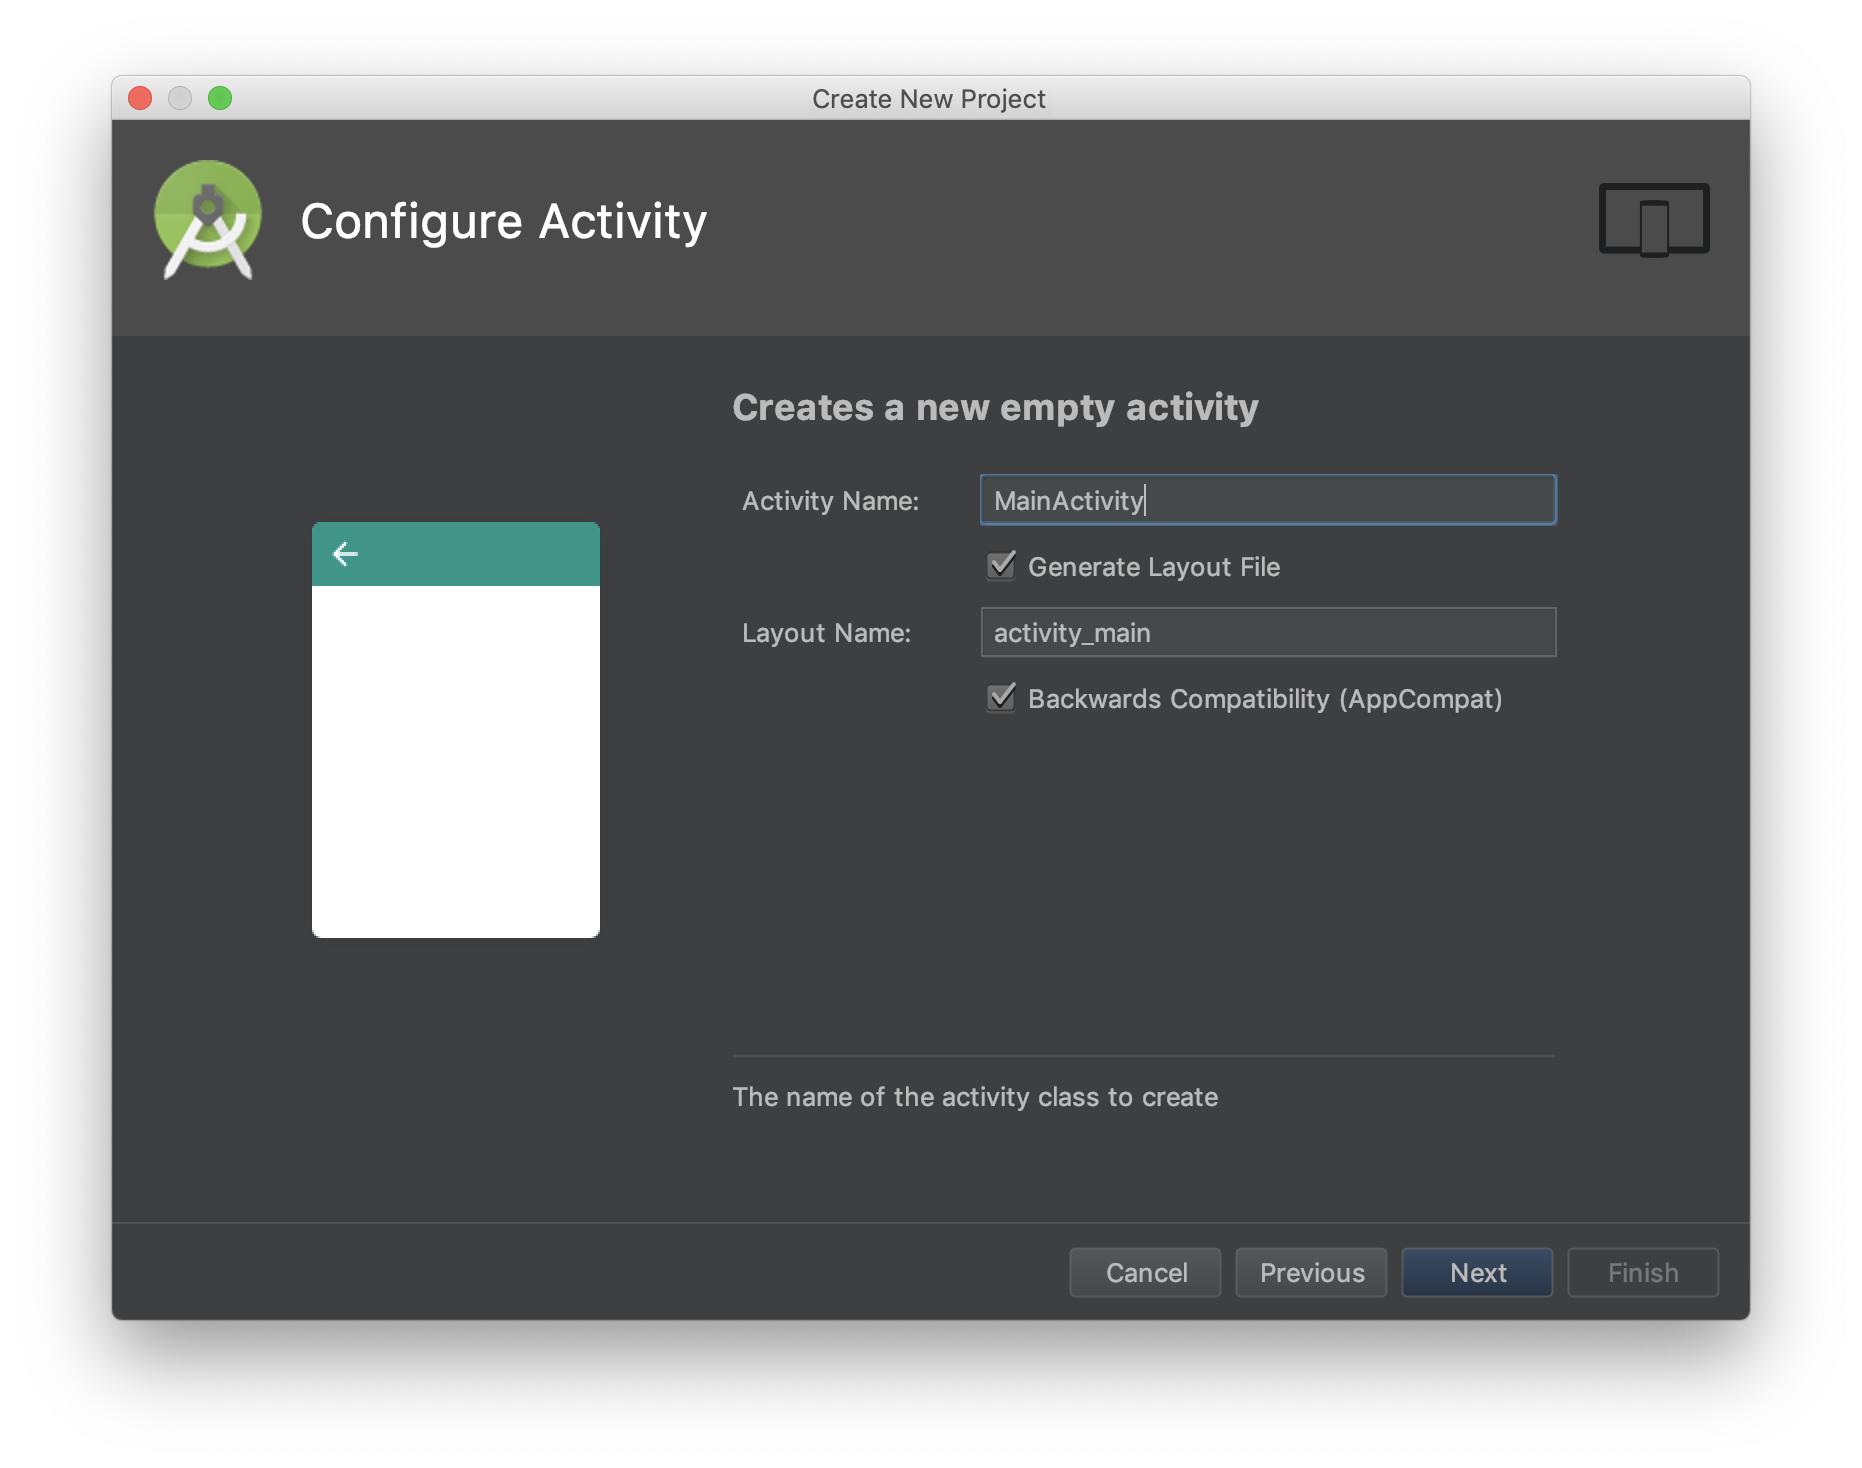 Create New Project
Configure Activity
Creates a new empty activity
Activity Name: MainActivity
Generate Layout File
Layout Name: activity_main
Backwards Compatibility (AppCompat)
The name of the activity class to create
Cancel Previous Next Finish